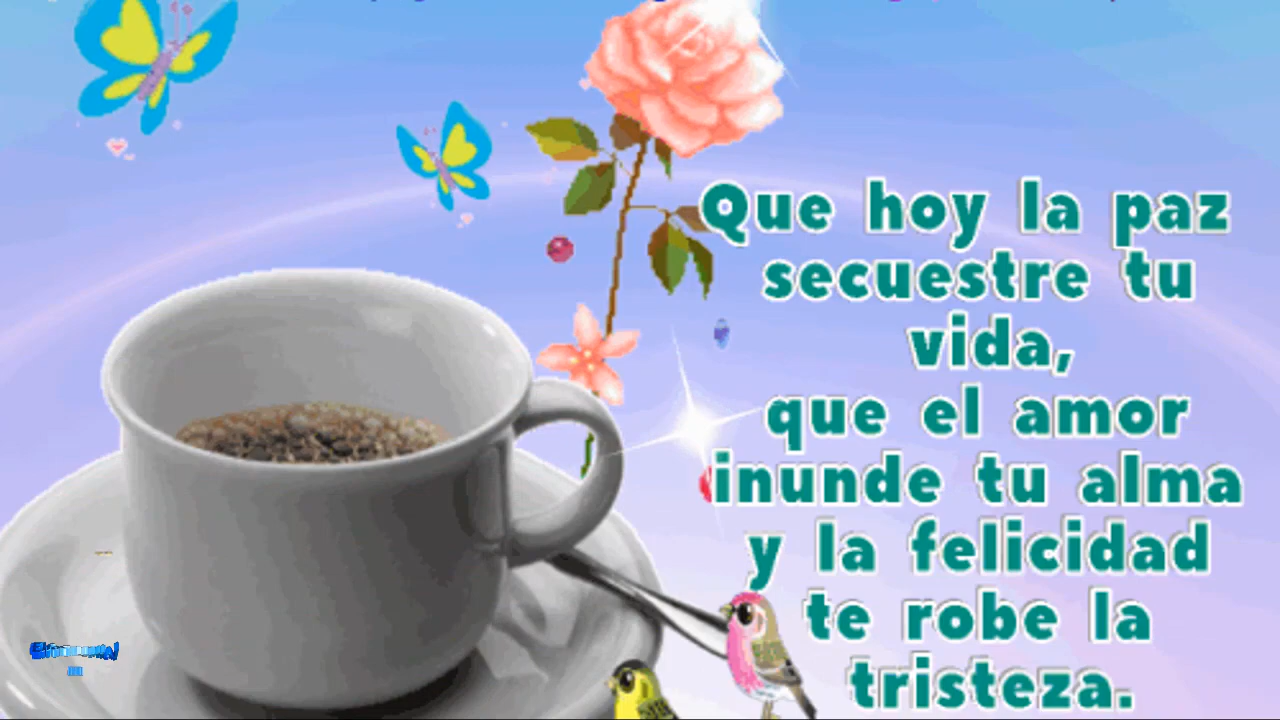 Que hoy la paz
secuestre tu
vida,
que el amor
inunde tu alma
y la felicidad
te robe la
tristeza.